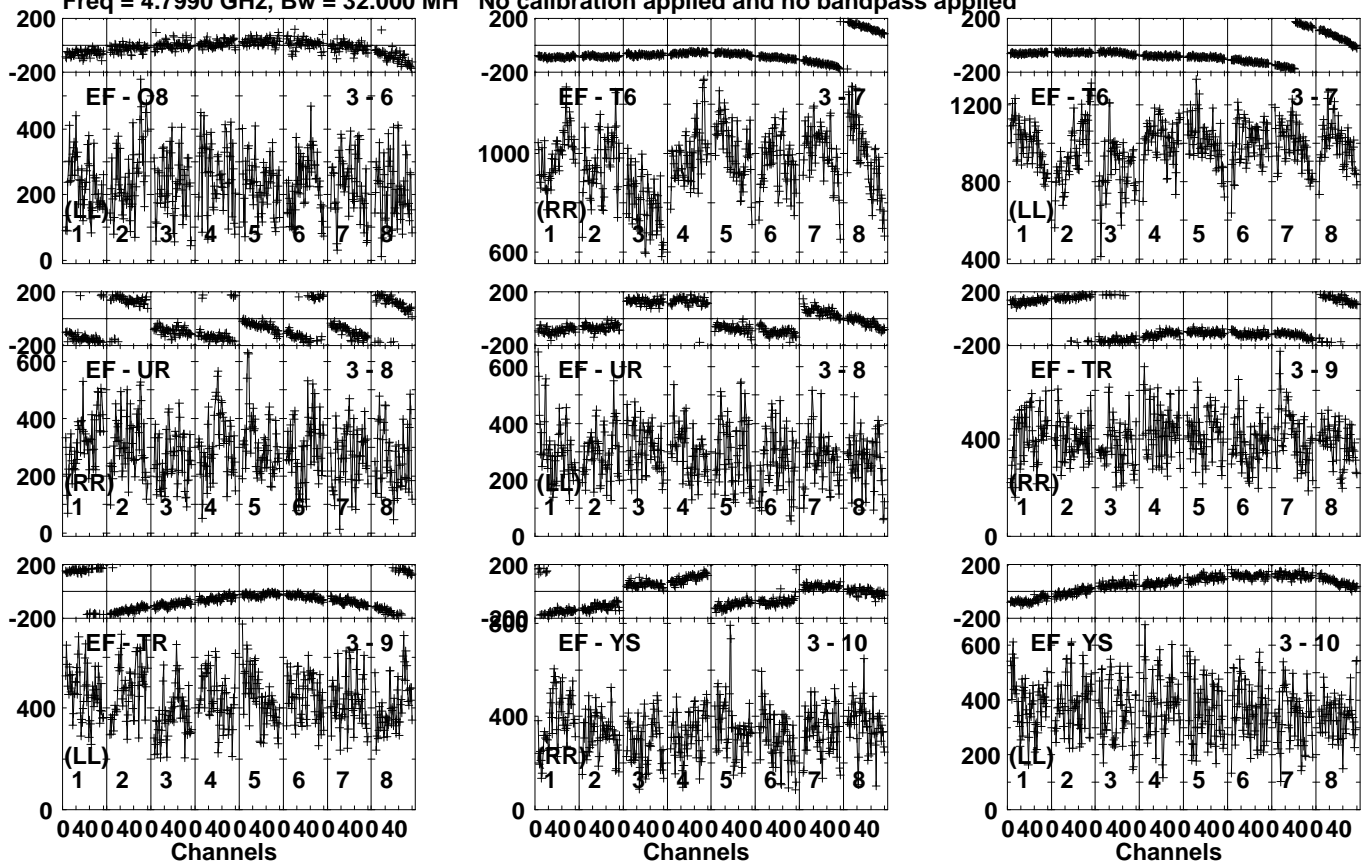 Freq = 4.7990 GHz, Bw = 32.000 MH No calibration applied and no bandpass applied
200 200 200
-200 -200 -200
EF - O8 3 - 6 EF - T6 3 - 7 EF - T6 3 - 7
400 1000 1200
200 600 1000
0 800
400
(LL) (RR) (LL)
1 2 3 4 5 6 7 8 1 2 3 4 5 6 7 8 1 2 3 4 5 6 7 8
200 200 200
-200 -200 -200
EF - UR 3 - 8 EF - UR 3 - 8 EF - TR 3 - 9
600 600 400
400 400 0
200 300
0 200
0
(RR) (LL) (RR)
1 2 3 4 5 6 7 8 1 2 3 4 5 6 7 8 1 2 3 4 5 6 7 8
200 200 200
-200 -200 -200
EF - TR 3 - 9 EF - YS 3 - 10 EF - YS 3 - 10
400 800 600
0 400 400
0 200
0
(LL) (RR) (LL)
1 2 3 4 5 6 7 8 1 2 3 4 5 6 7 8 1 2 3 4 5 6 7 8
0 40 0 40 0 40 0 40 0 40 0 40 0 40 0 40 0 40 0 40 0 40 0 40 0 40 0 40 0 40 0 40 0 40 0 40 0 40 0 40 0 40 0 40 0 40 0 40
Channels Channels Channels